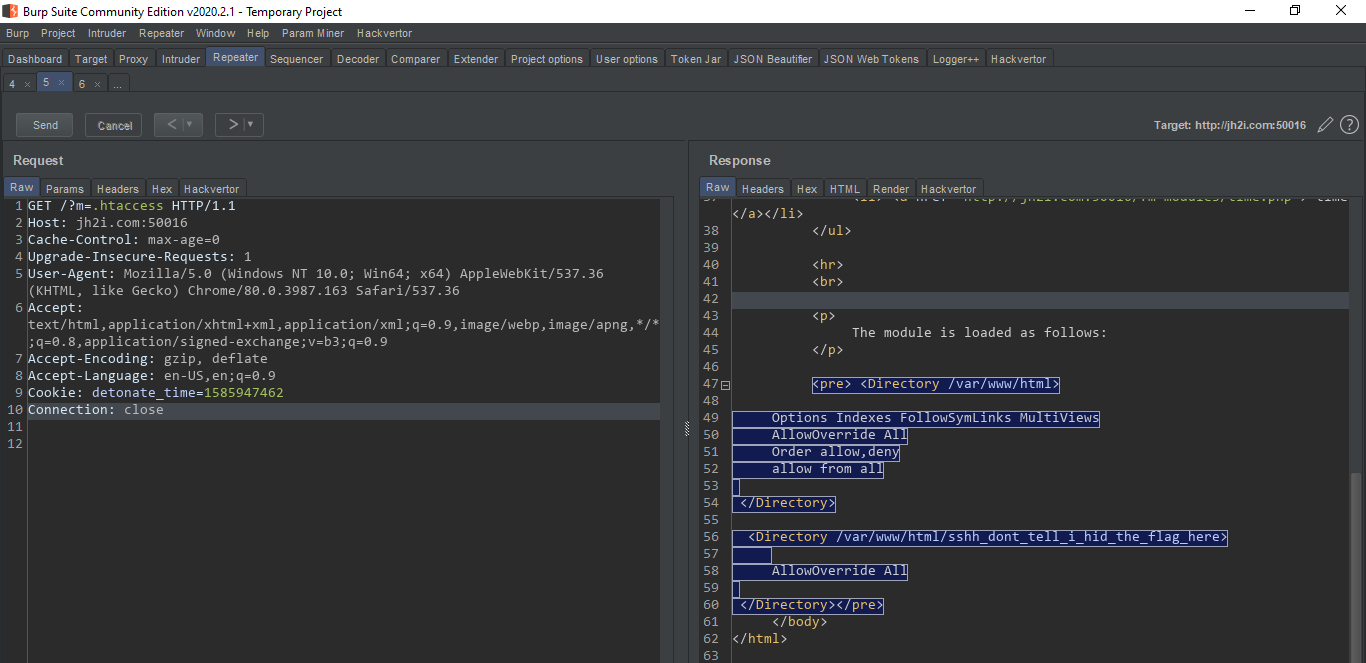 Burp Suite Community Edition v2020.2.1 - Temporary Project
Burp Project Intruder Repeater Window Help Param Miner Hackvertor
Dashboard Target Proxy Intruder Repeater Sequencer Decoder Comparer Extender Project options User options Token Jar JSON Beautifier JSON Web Tokens Logger++ Hackvertor
4 × 5 × 6 × ...
Send Cancel < ▼ > ▼ Target: http://jh2i.com:50016 ?
Request
Raw Params Headers Hex Hackvertor
1 GET /?m=.htaccess HTTP/1.1
2 Host: jh2i.com:50016
3 Cache-Control: max-age=0
4 Upgrade-Insecure-Requests: 1
5 User-Agent: Mozilla/5.0 (Windows NT 10.0; Win64; x64) AppleWebKit/537.36
(KHTML, like Gecko) Chrome/80.0.3987.163 Safari/537.36
6 Accept:
text/html,application/xhtml+xml,application/xml;q=0.9,image/webp,image/apng,*/*
;q=0.8,application/signed-exchange;v=b3;q=0.9
7 Accept-Encoding: gzip, deflate
8 Accept-Language: en-US,en;q=0.9
9 Cookie: detonate_time=1585947462
10 Connection: close
11
12
Response
Raw Headers Hex HTML Render Hackvertor
</a></li>
38 </ul>
39
40 <hr>
41 <br>
42
43 <p>
44 The module is loaded as follows:
45 </p>
46
47 <pre> <Directory /var/www/html>
48
49 Options Indexes FollowSymLinks MultiViews
50 AllowOverride All
51 Order allow,deny
52 allow from all
53
54 </Directory>
55
56 <Directory /var/www/html/sshh_dont_tell_i_hid_the_flag_here>
57
58 AllowOverride All
59
60 </Directory></pre>
61 </body>
62 </html>
63